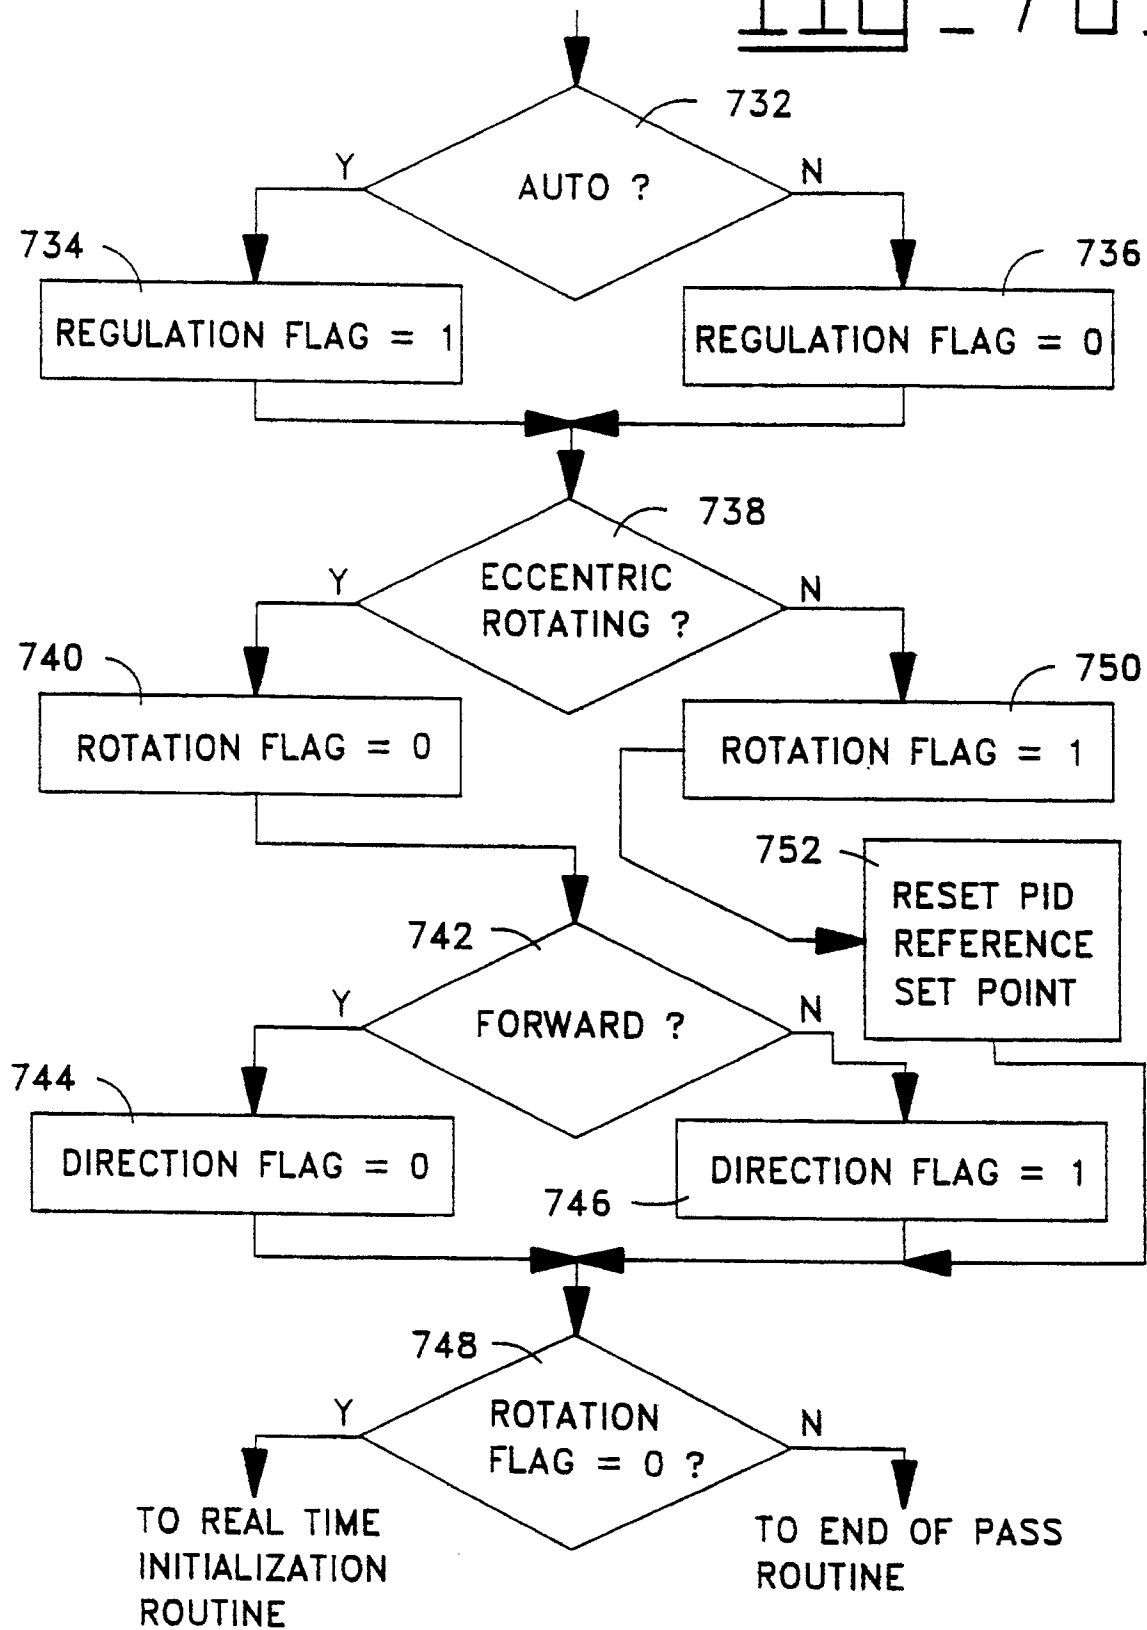 732
Y
AUTO ?
N
734
736
REGULATION FLAG = 1
REGULATION FLAG = 0
738
Y
ECCENTRIC
ROTATING ?
N
740
750
ROTATION FLAG = 0
ROTATION FLAG = 1
752
RESET PID
REFERENCE
SET POINT
742
Y
FORWARD ?
N
744
DIRECTION FLAG = 0
DIRECTION FLAG = 1
746
748
Y
ROTATION
FLAG = 0 ?
N
TO REAL TIME
INITIALIZATION
ROUTINE
TO END OF PASS
ROUTINE